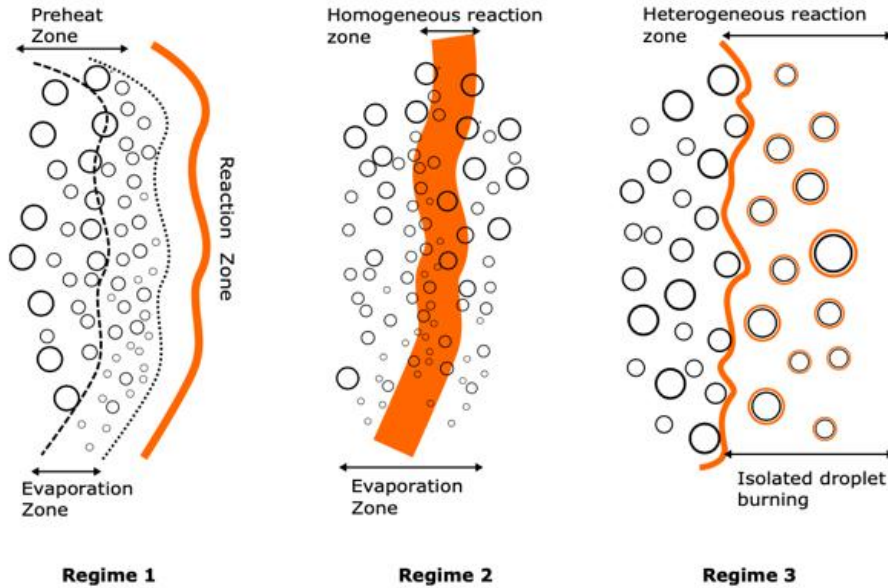 Preheat
Zone
Reaction Zone
Evaporation
Zone
Regime 1
Homogeneous reaction
zone
Evaporation
Zone
Regime 2
Heterogeneous reaction
zone
Isolated droplet
burning
Regime 3